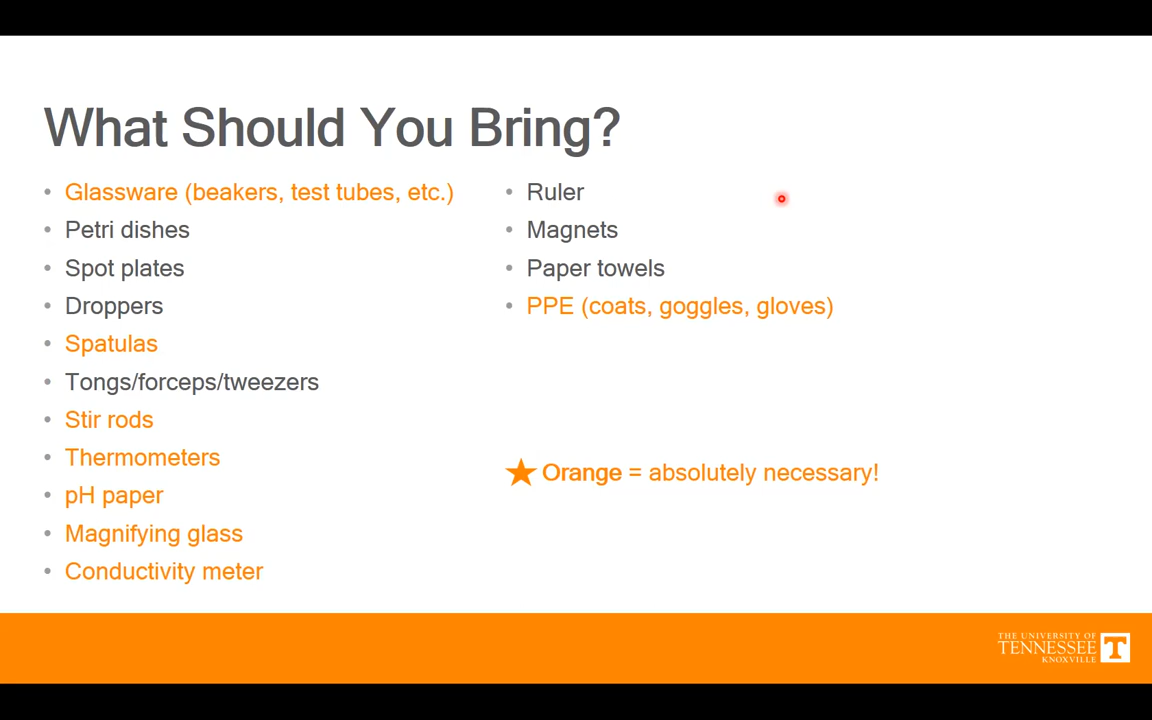 What Should You Bring?
• Glassware (beakers, test tubes, etc.)
• Petri dishes
• Spot plates
• Droppers
• Spatulas
• Tongs/forceps/tweezers
• Stir rods
• Thermometers
• pH paper
• Magnifying glass
• Conductivity meter
• Ruler
• Magnets
• Paper towels
• PPE (coats, goggles, gloves)
★ Orange = absolutely necessary!
THE UNIVERSITY OF
TENNESSEE T
KNOXVILLE